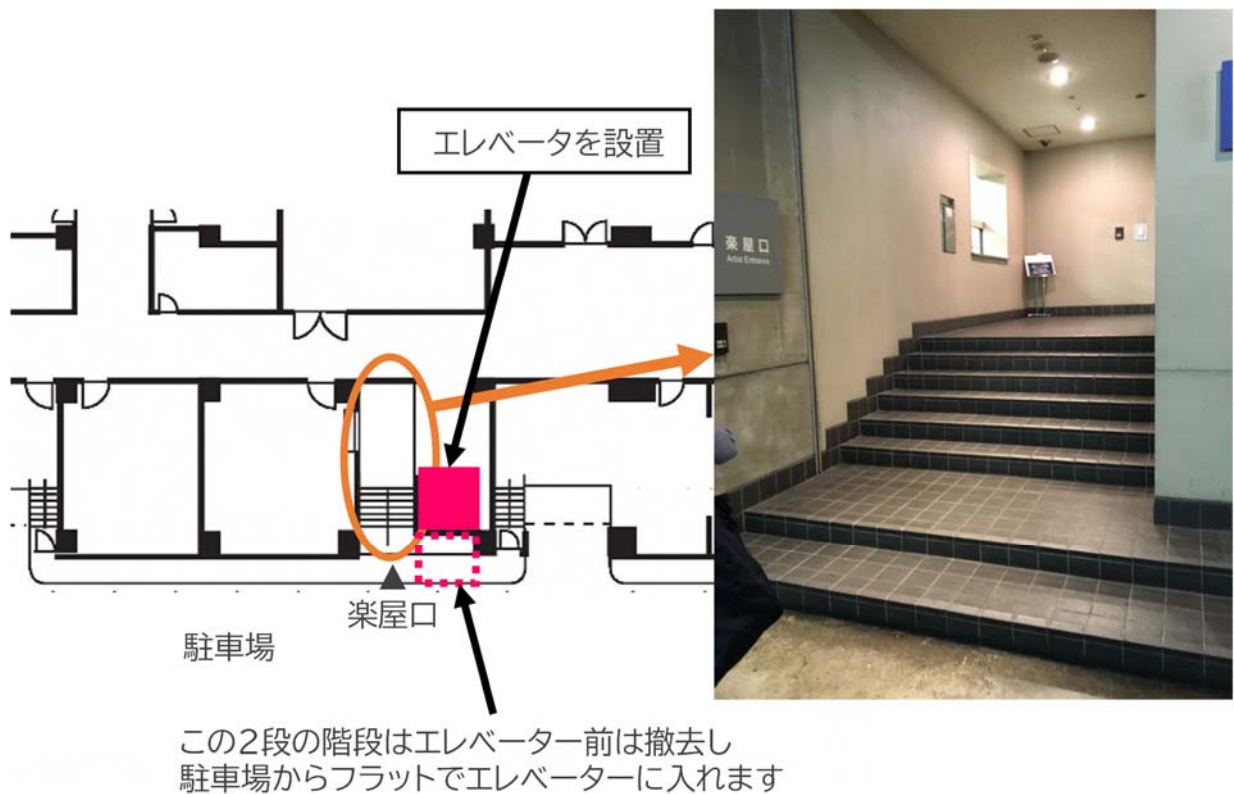 エレベータを設置
楽屋口
Artist Entrance
楽屋口
駐車場
この2段の階段はエレベーター前は撤去し
駐車場からフラットでエレベーターに入れます